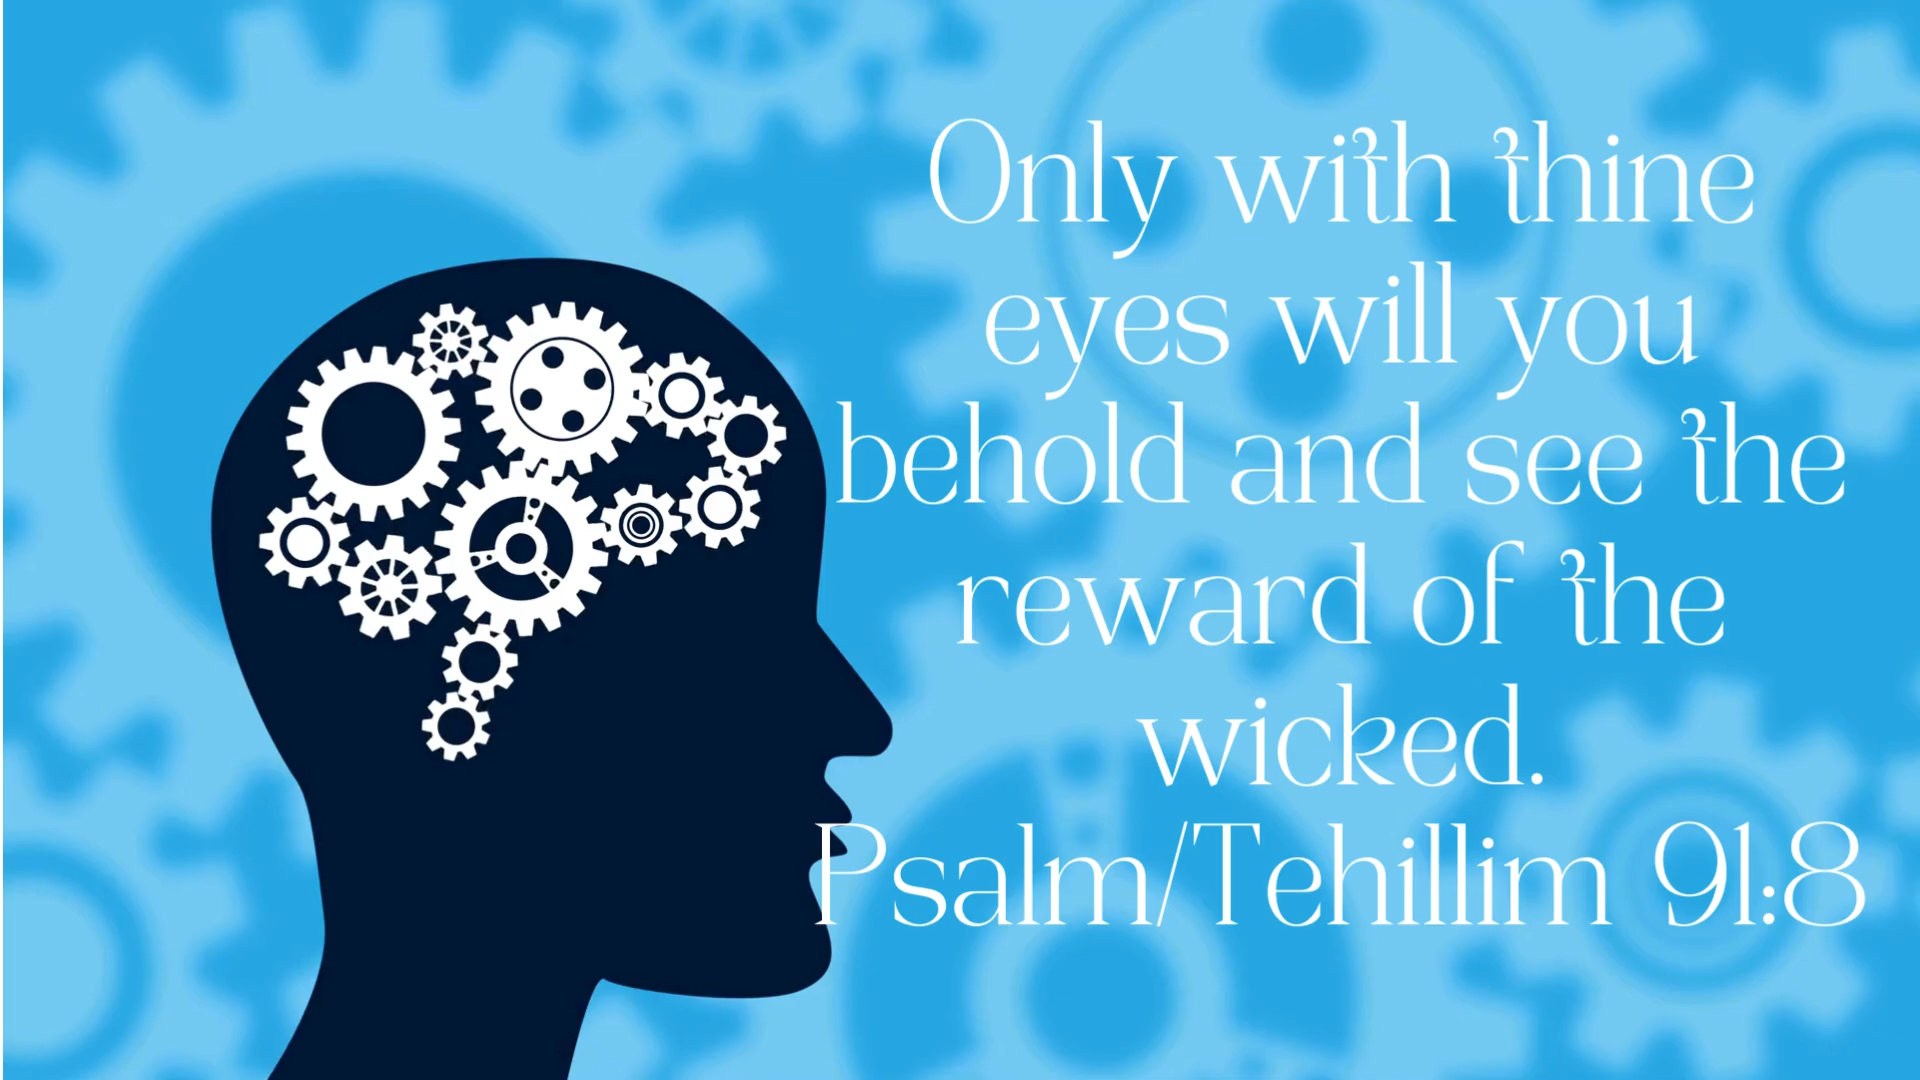 Only with thine
eyes will you
behold and see the
reward of the
wicked.
Psalm/Tehillim 91:8